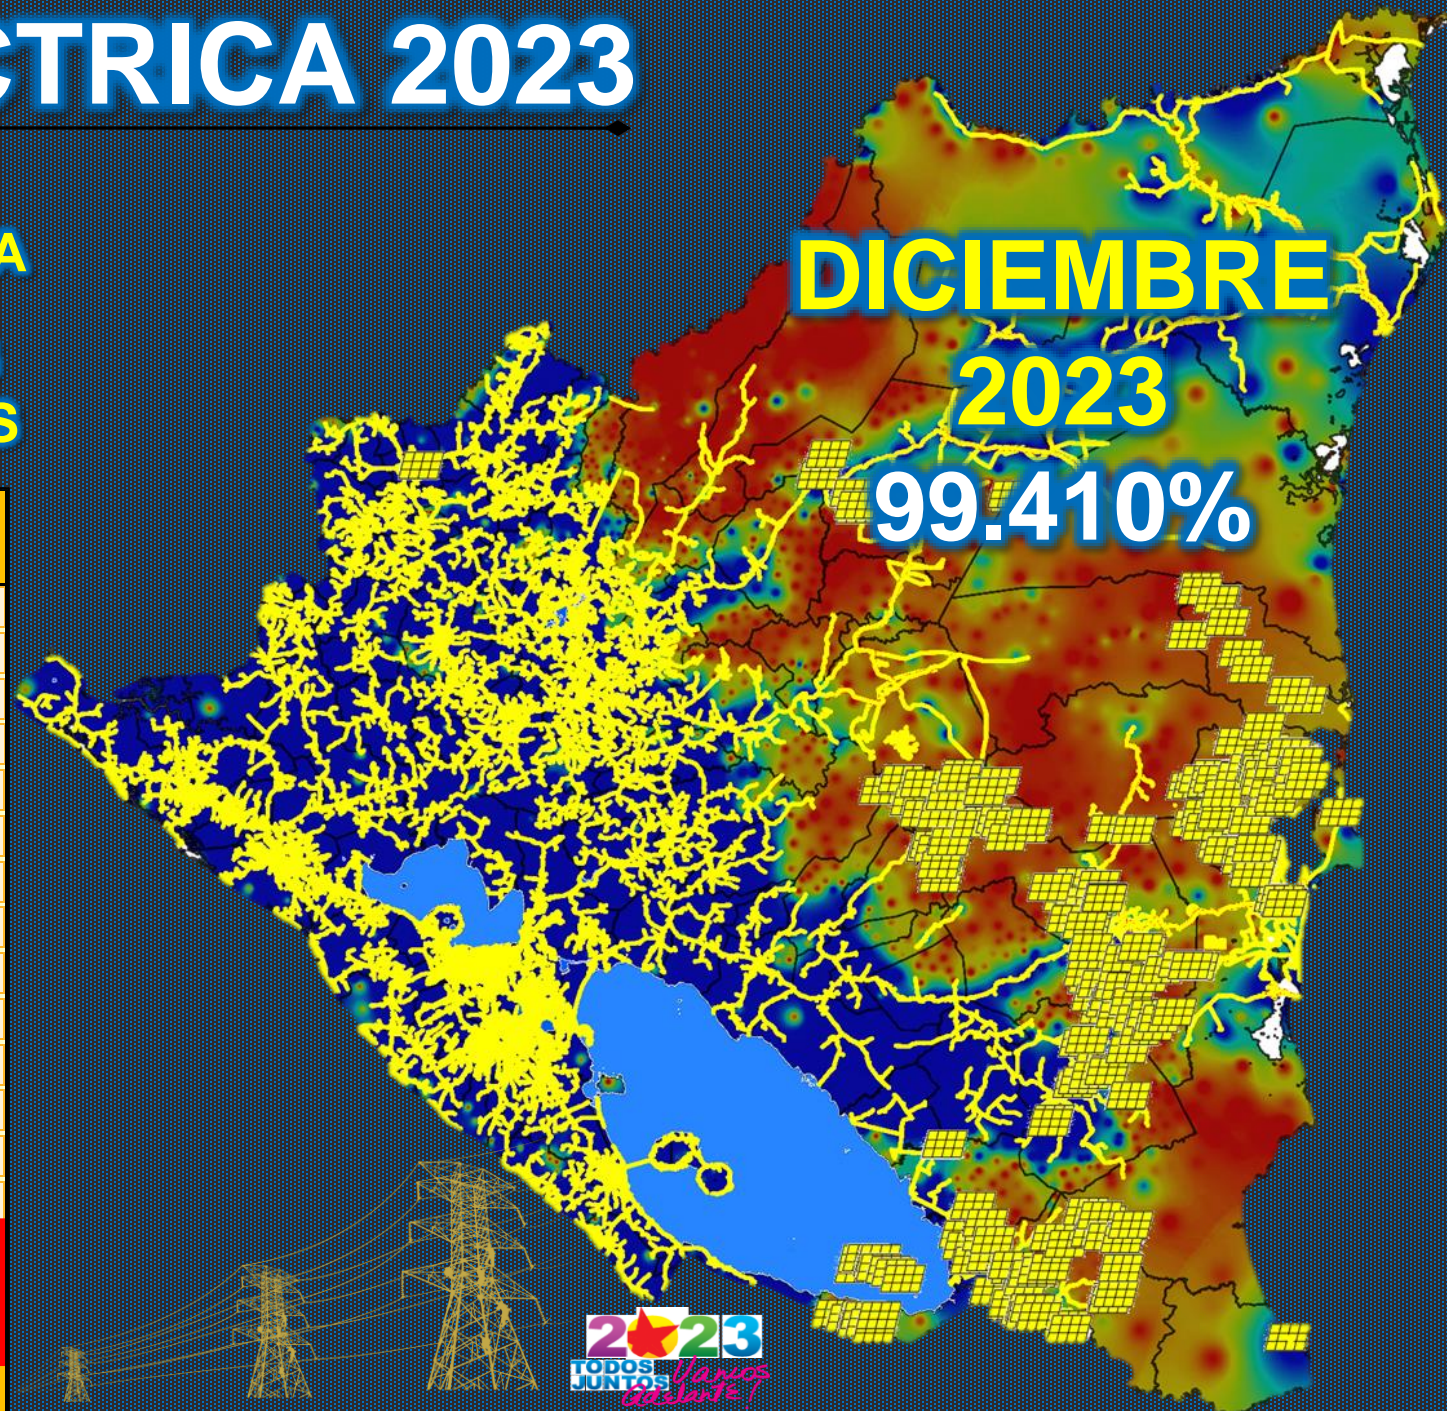 CTRICA 2023
A
S
DICIEMBRE
2023
99.410%
2023
TODOS
JUNTOS Vamos
adelante!